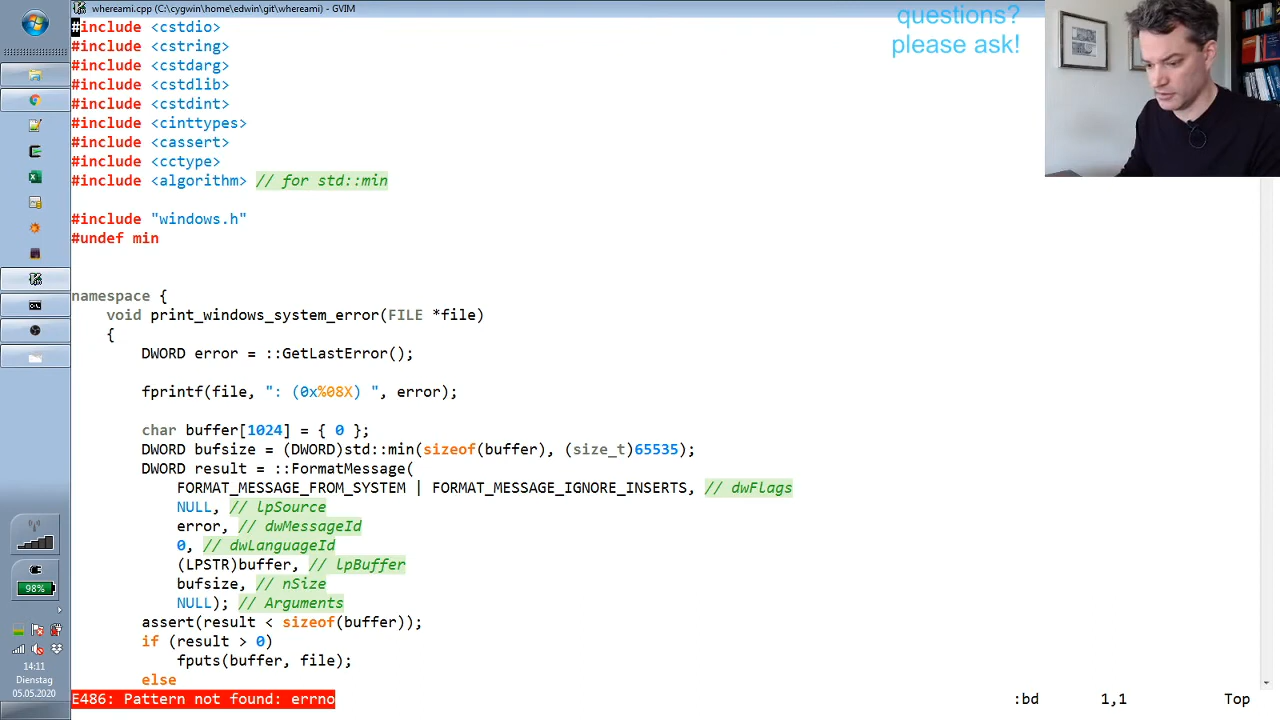 whereami.cpp (C:\cygwin\home\edwin\git\whereami) - GVIM
questions?
please ask!
#include <cstdio>
#include <cstring>
#include <cstdarg>
#include <cstdlib>
#include <cstdint>
#include <cinttypes>
#include <cassert>
#include <cctype>
#include <algorithm> // for std::min
#include "windows.h"
#undef min
namespace {
void print_windows_system_error(FILE *file)
{
DWORD error = ::GetLastError();
fprintf(file, ": (0x%08X) ", error);
char buffer[1024] = { 0 };
DWORD bufsize = (DWORD)std::min(sizeof(buffer), (size_t)65535);
DWORD result = ::FormatMessage(
FORMAT_MESSAGE_FROM_SYSTEM | FORMAT_MESSAGE_IGNORE_INSERTS, // dwFlags
NULL, // lpSource
error, // dwMessageId
0, // dwLanguageId
(LPSTR)buffer, // lpBuffer
bufsize, // nSize
NULL); // Arguments
assert(result < sizeof(buffer));
if (result > 0)
fputs(buffer, file);
else
E486: Pattern not found: errno
:bd
1,1
Top
98%
14:11
Dienstag
05.05.2020